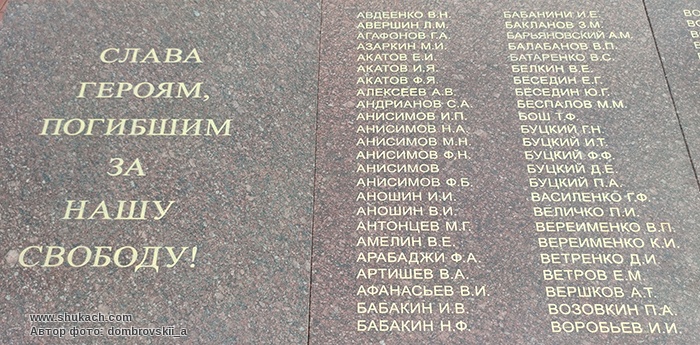 СЛАВА
ГЕРОЯМ,
ПОГИБШИМ
ЗА
НАШУ
СВОБОДУ!
АВДЕЕНКО В.Н.
АВЕРШИН Л.М.
АГАФОНОВ Г.А.
АЗАРКИН М.И.
АКАТОВ Е.И.
АКАТОВ И.Я.
АКАТОВ Ф.Я.
АЛЕКСЕЕВ А.В.
АНДРИАНОВ С.А.
АНИСИМОВ И.П.
АНИСИМОВ Н.А.
АНИСИМОВ М.Н.
АНИСИМОВ Ф.Н.
АНИСИМОВ
АНИСИМОВ Ф.Б.
АНОШИН И.И.
АНОШИН В.И.
АНТОНЦЕВ М.Г.
АМЕЛИН В.Е.
АРАБАДЖИ Ф.А.
АРТИШЕВ В.А.
АФАНАСЬЕВ В.И.
БАБАКИН И.В.
БАБАКИН Н.Ф.
БАБАНИНИ И.Е.
БАКЛАНОВ З.М.
БАРЬЯНОВСКИЙ А.М.
БАЛАБАНОВ В.П.
БАТАРЕНКО В.С.
БЕЛКИН В.Е.
БЕСЕДИН Е.Г.
БЕСЕДИН Ю.Г.
БЕСПАЛОВ М.М.
БОШ Т.Ф.
БУЦКИЙ Г.Н.
БУЦКИЙ И.Т.
БУЦКИЙ Ф.Ф.
БУЦКИЙ Д.Е.
БУЦКИЙ П.А.
ВАСИЛЕНКО Г.Ф.
ВЕЛИЧКО П.И.
ВЕРЕИМЕНКО В.П.
ВЕРЕИМЕНКО К.И.
ВЕТРЕНКО Д.И.
ВЕТРОВ Е.М.
ВЕРШКОВ А.Т.
ВОЗОВКИН П.А.
ВОРОБЬЕВ И.И.
www.shukach.com
Автор фото: dombrovskii_a